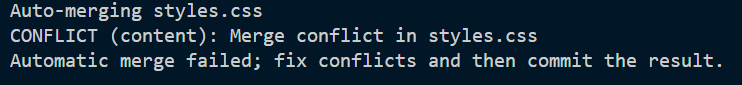 Auto-merging styles.css
CONFLICT (content): Merge conflict in styles.css
Automatic merge failed; fix conflicts and then commit the result.